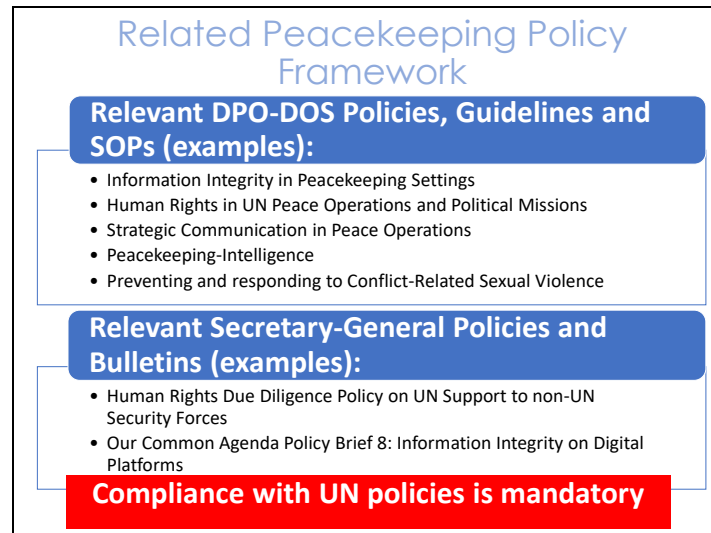 Related Peacekeeping Policy
Framework
Relevant DPO-DOS Policies, Guidelines and
SOPs (examples):
• Information Integrity in Peacekeeping Settings
• Human Rights in UN Peace Operations and Political Missions
• Strategic Communication in Peace Operations
• Peacekeeping-Intelligence
• Preventing and responding to Conflict-Related Sexual Violence
Relevant Secretary-General Policies and
Bulletins (examples):
• Human Rights Due Diligence Policy on UN Support to non-UN
Security Forces
• Our Common Agenda Policy Brief 8: Information Integrity on Digital
Platforms
Compliance with UN policies is mandatory